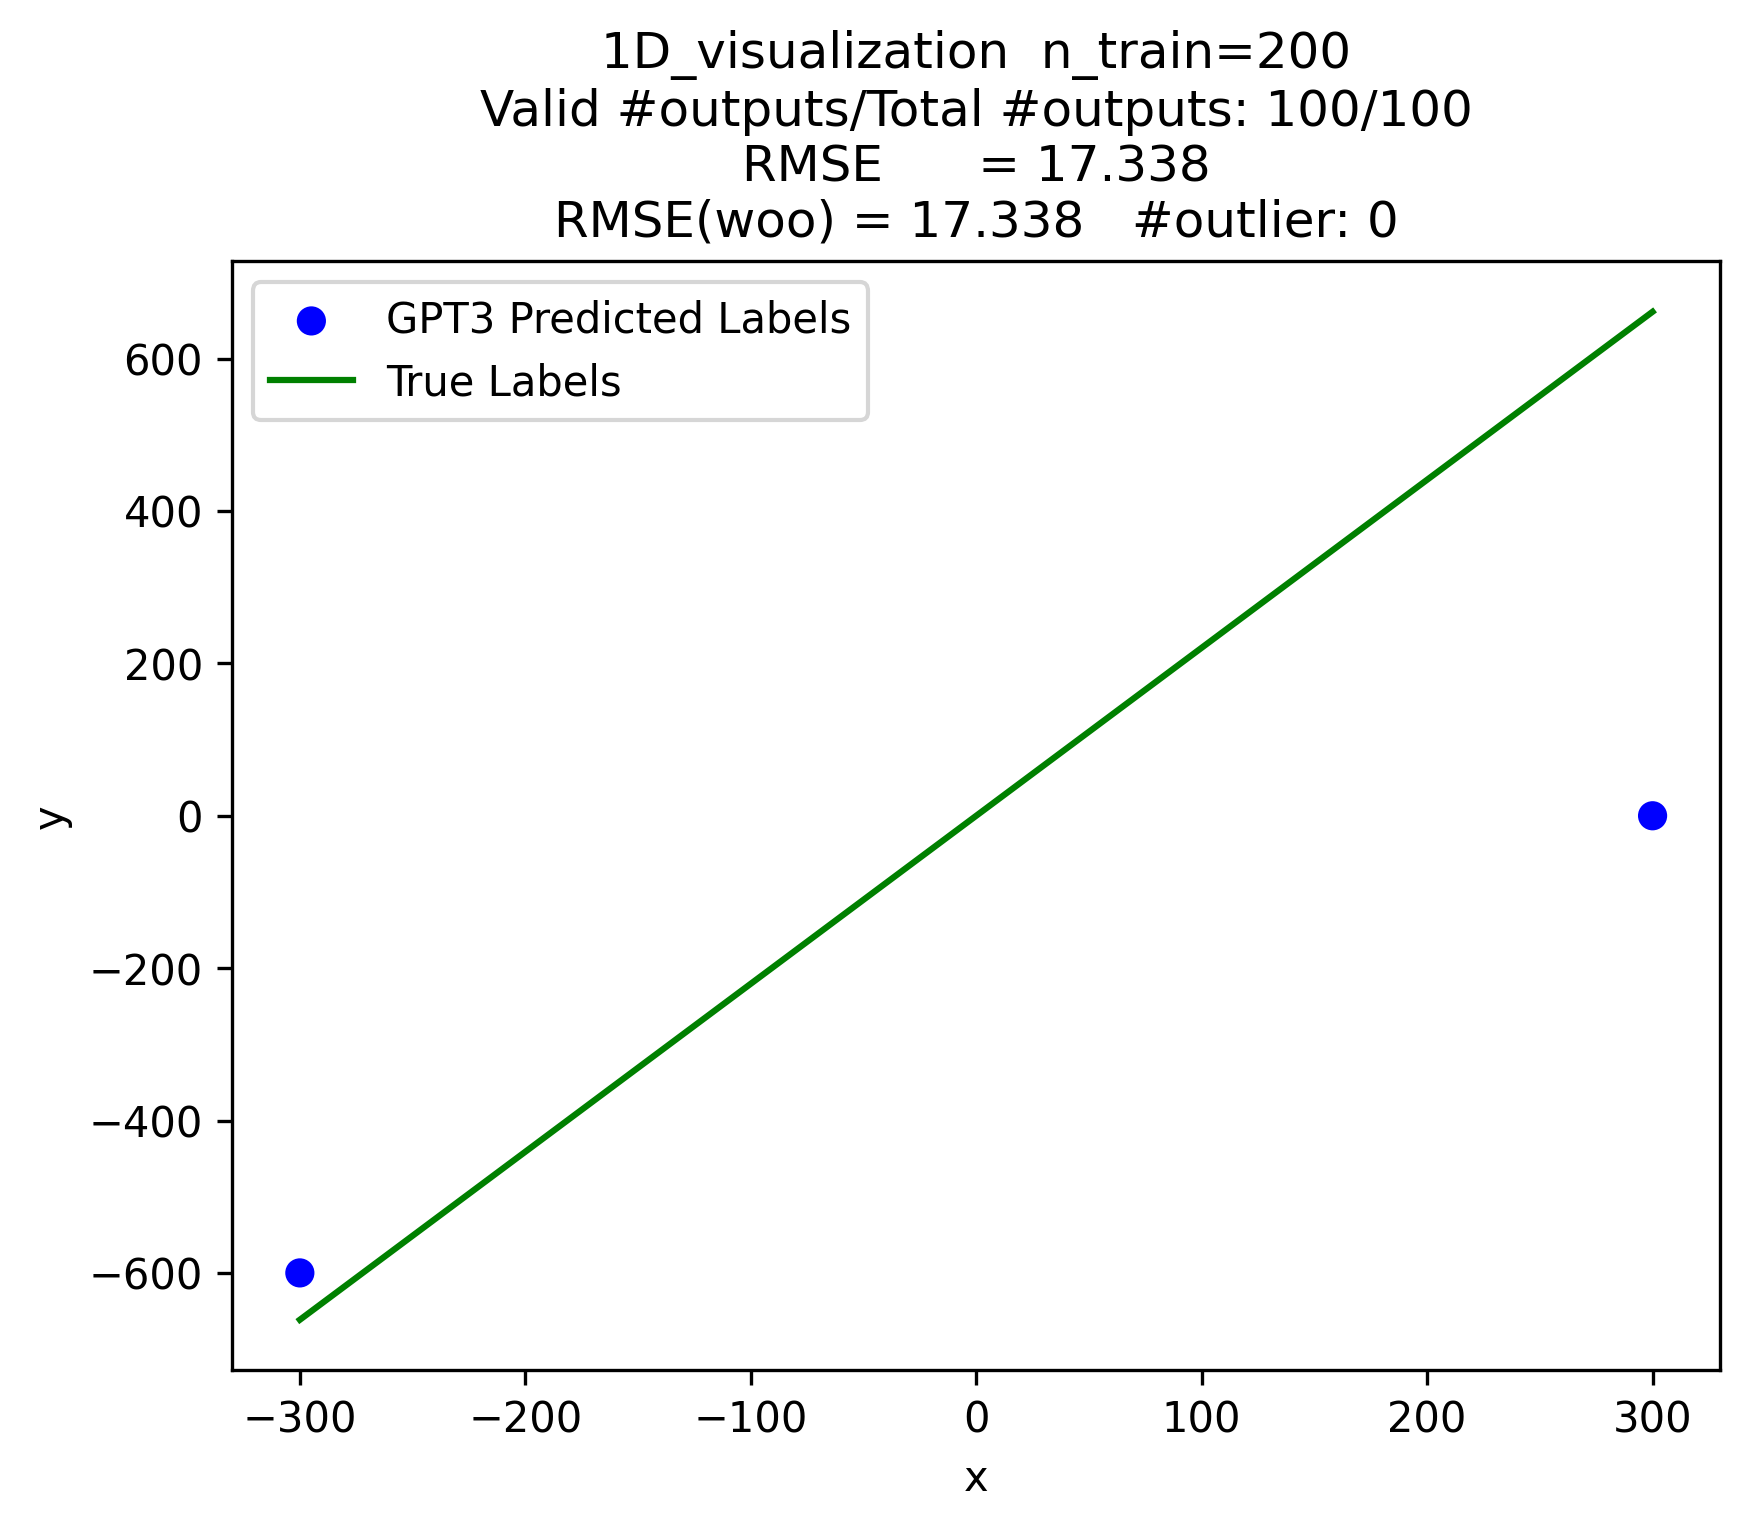 1D_visualization  n_train=200
Valid #outputs/Total #outputs: 100/100
RMSE      = 17.338
RMSE(woo) = 17.338   #outlier: 0
GPT3 Predicted Labels
True Labels
600
400
200
0
−200
−400
−600
y
−300 −200 −100 0 100 200 300
x